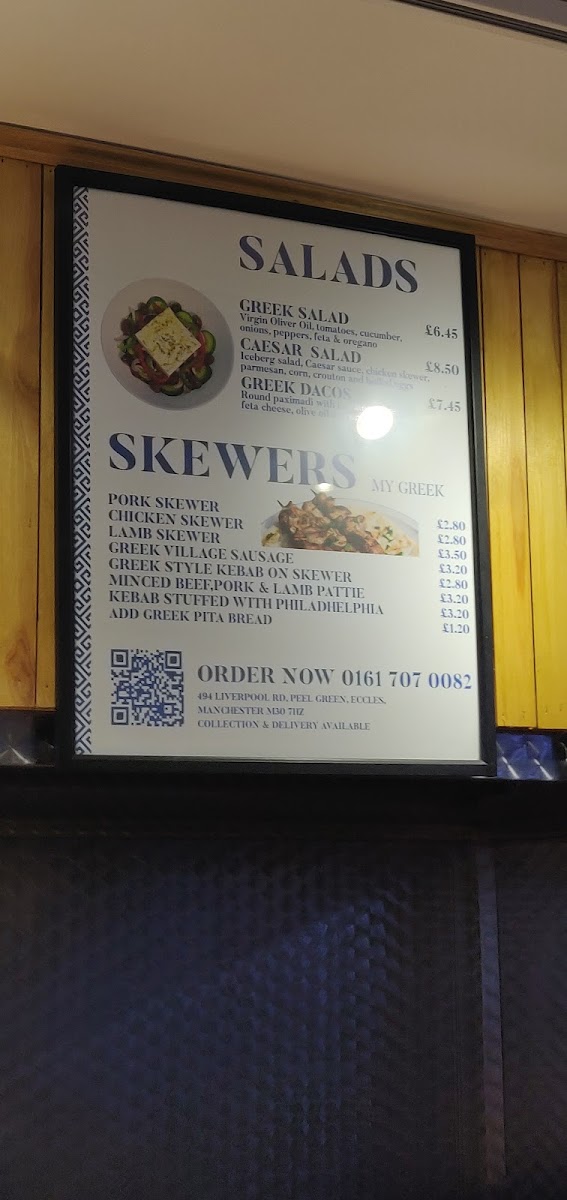 SALADS
GREEK SALAD
Virgin Oliver Oil, tomatoes, cucumber,
onions, peppers, feta & oregano
£6.45
CAESAR SALAD
Iceberg salad, Caesar sauce, chicken skewer,
parmesan, corn, crouton and
£8.50
GREEK DACOS
Round paximadi with
feta cheese, olive oil
£7.45
SKEWERS
MY GREEK
PORK SKEWER £2.80
CHICKEN SKEWER £2.80
LAMB SKEWER £3.50
GREEK VILLAGE SAUSAGE £3.20
GREEK STYLE KEBAB ON SKEWER £2.80
MINCED BEEF,PORK & LAMB PATTIE £3.20
KEBAB STUFFED WITH PHILADHELPHIA £3.20
ADD GREEK PITA BREAD £1.20
ORDER NOW 0161 707 0082
494 LIVERPOOL RD, PEEL GREEN, ECCLES,
MANCHESTER M30 7HZ
COLLECTION & DELIVERY AVAILABLE